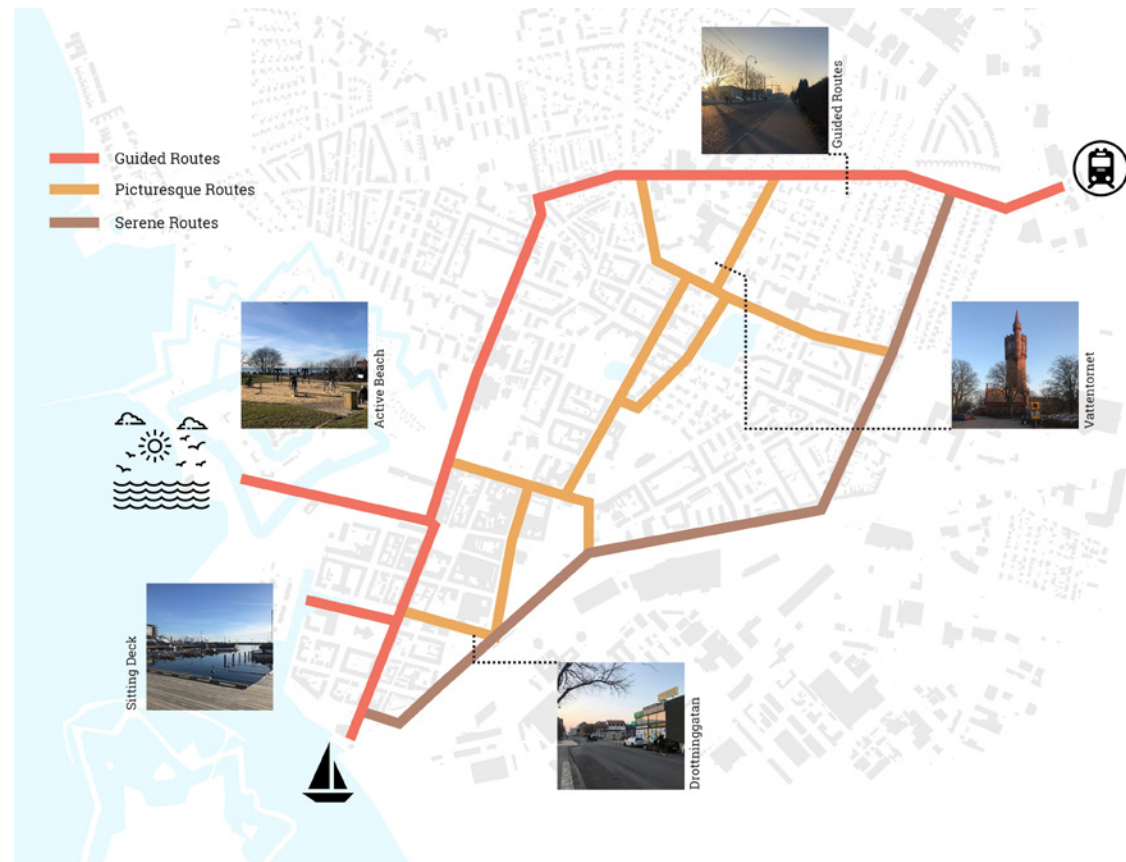 Guided Routes
Guided Routes
Picturesque Routes
Serene Routes
Active Beach
Vattentornet
Sitting Deck
Drottninggatan